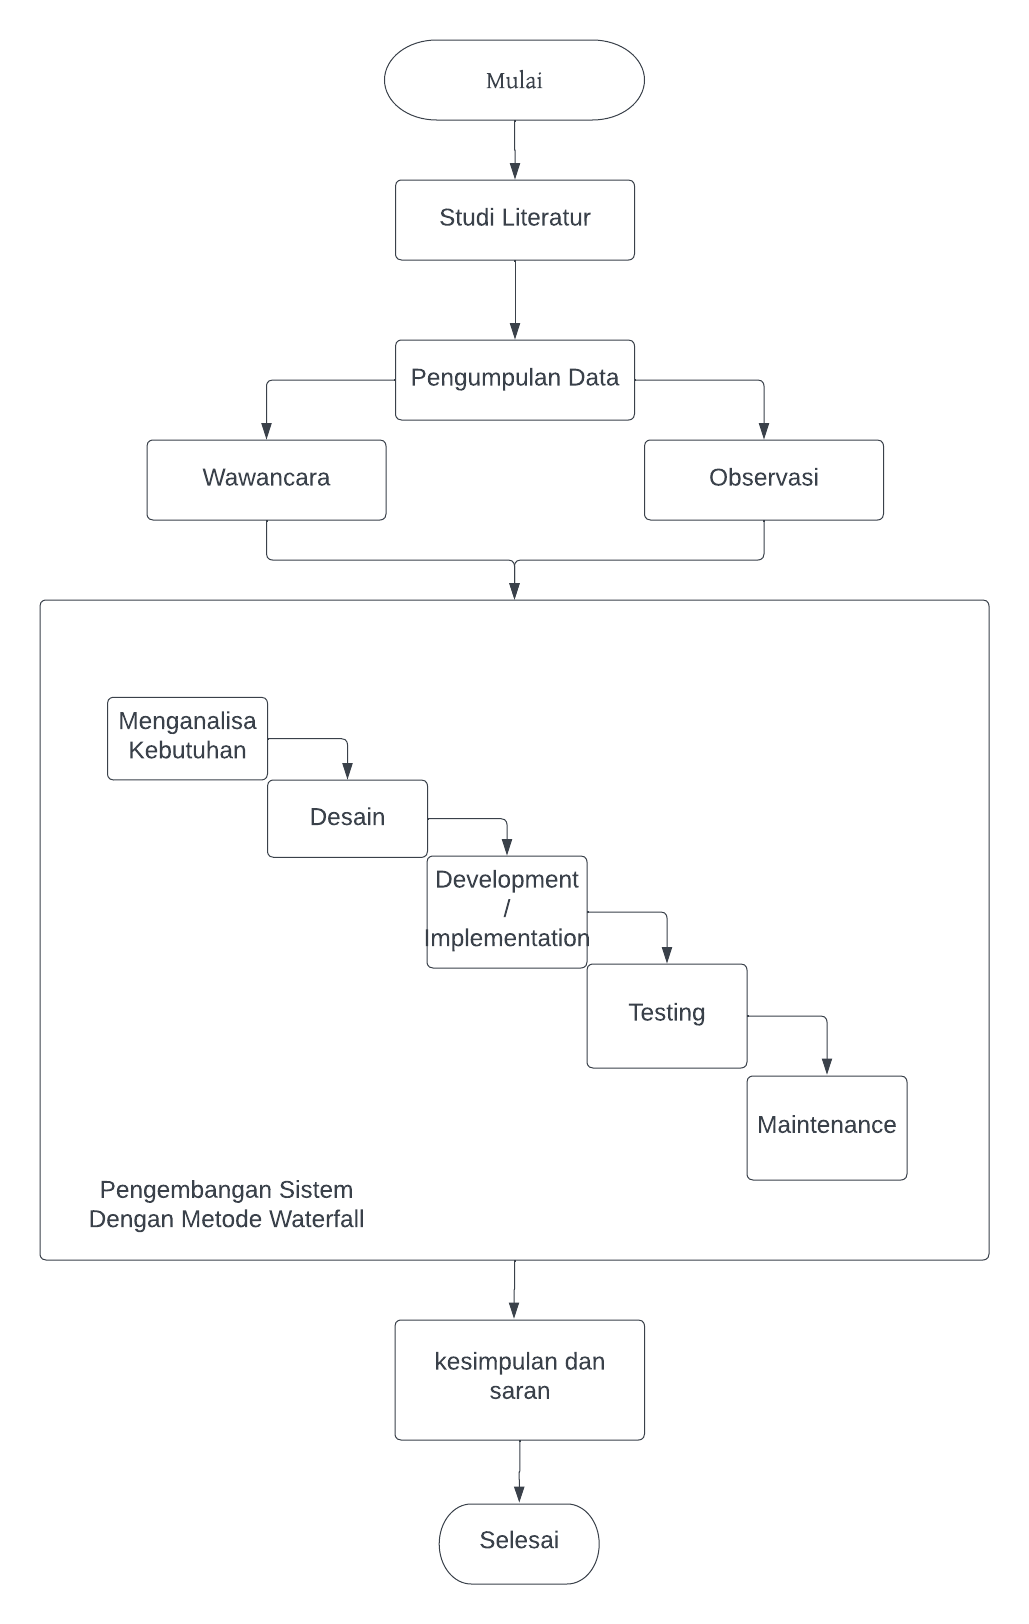 Mulai
Studi Literatur
Pengumpulan Data
Wawancara
Observasi
Menganalisa
Kebutuhan
Desain
Development
/
Implementation
Testing
Maintenance
Pengembangan Sistem
Dengan Metode Waterfall
kesimpulan dan
saran
Selesai